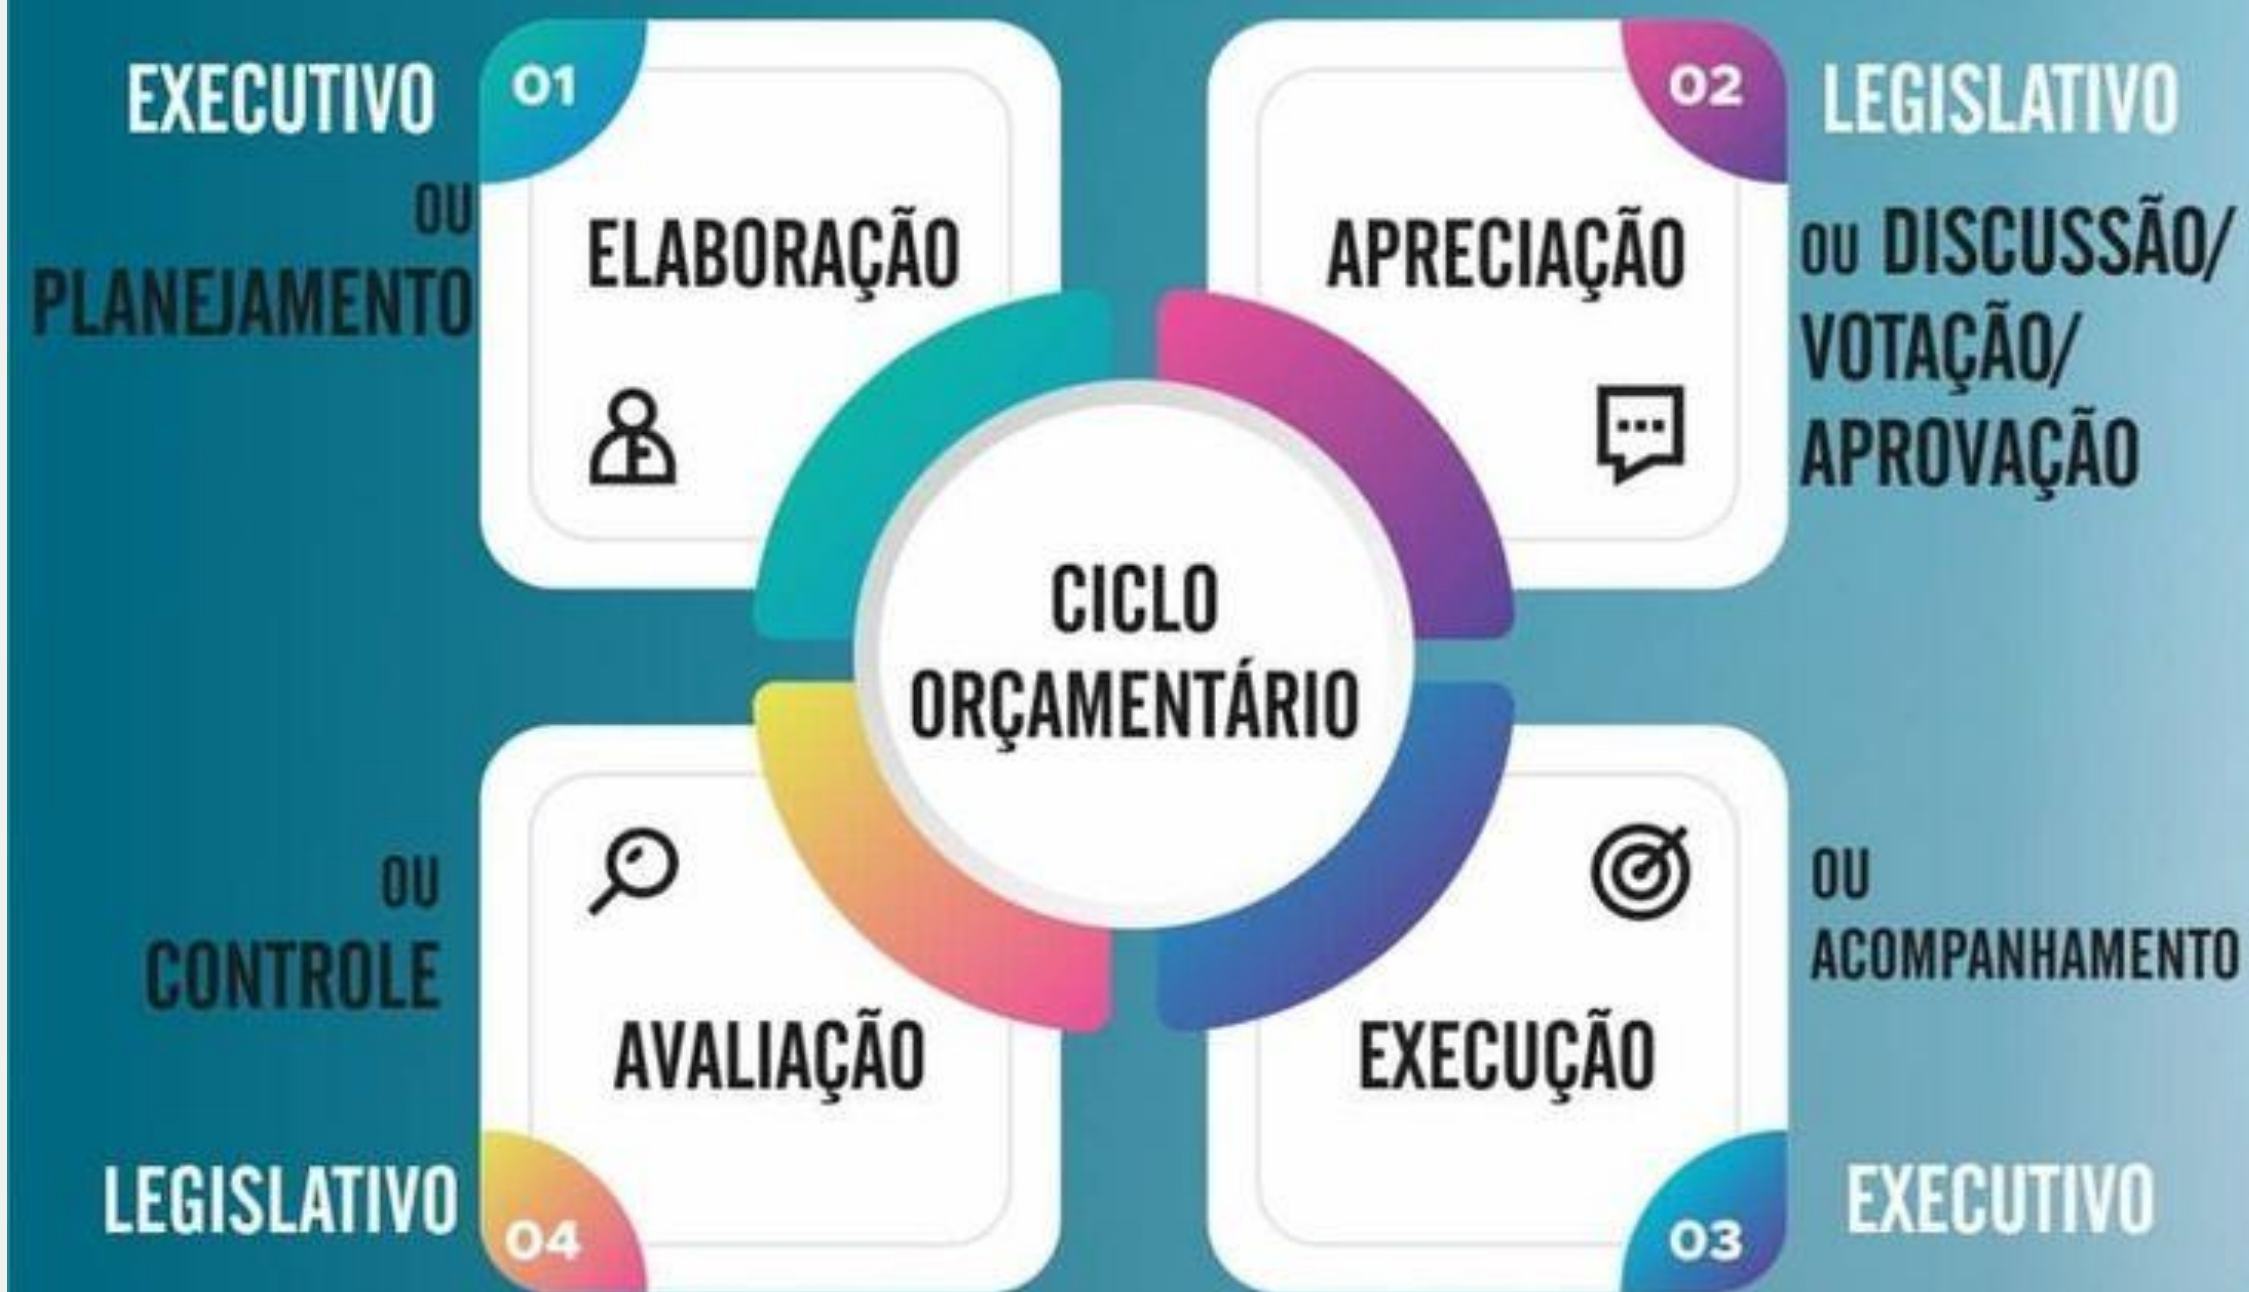 EXECUTIVO
01
OU
PLANEJAMENTO
ELABORAÇÃO
02
LEGISLATIVO
APRECIAÇÃO
OU DISCUSSÃO/
VOTAÇÃO/
APROVAÇÃO
CICLO
ORÇAMENTÁRIO
OU
ACOMPANHAMENTO
EXECUÇÃO
03
EXECUTIVO
OU
CONTROLE
AVALIAÇÃO
LEGISLATIVO
04